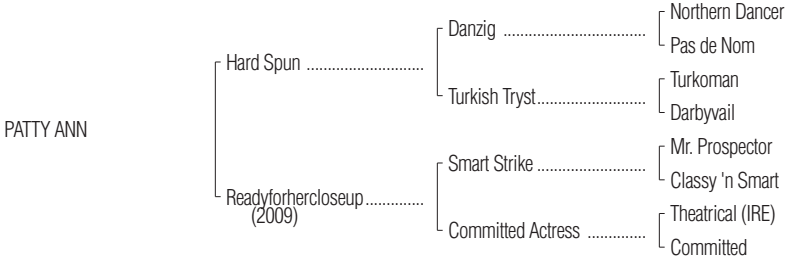 Northern Dancer
Danzig ..................................
Pas de Nom
Hard Spun ............................
Turkoman
Turkish Tryst..........................
Darbyvail
PATTY ANN
Mr. Prospector
Smart Strike ..........................
Classy 'n Smart
Readyforhercloseup..............
(2009)
Theatrical (IRE)
Committed Actress ..............
Committed